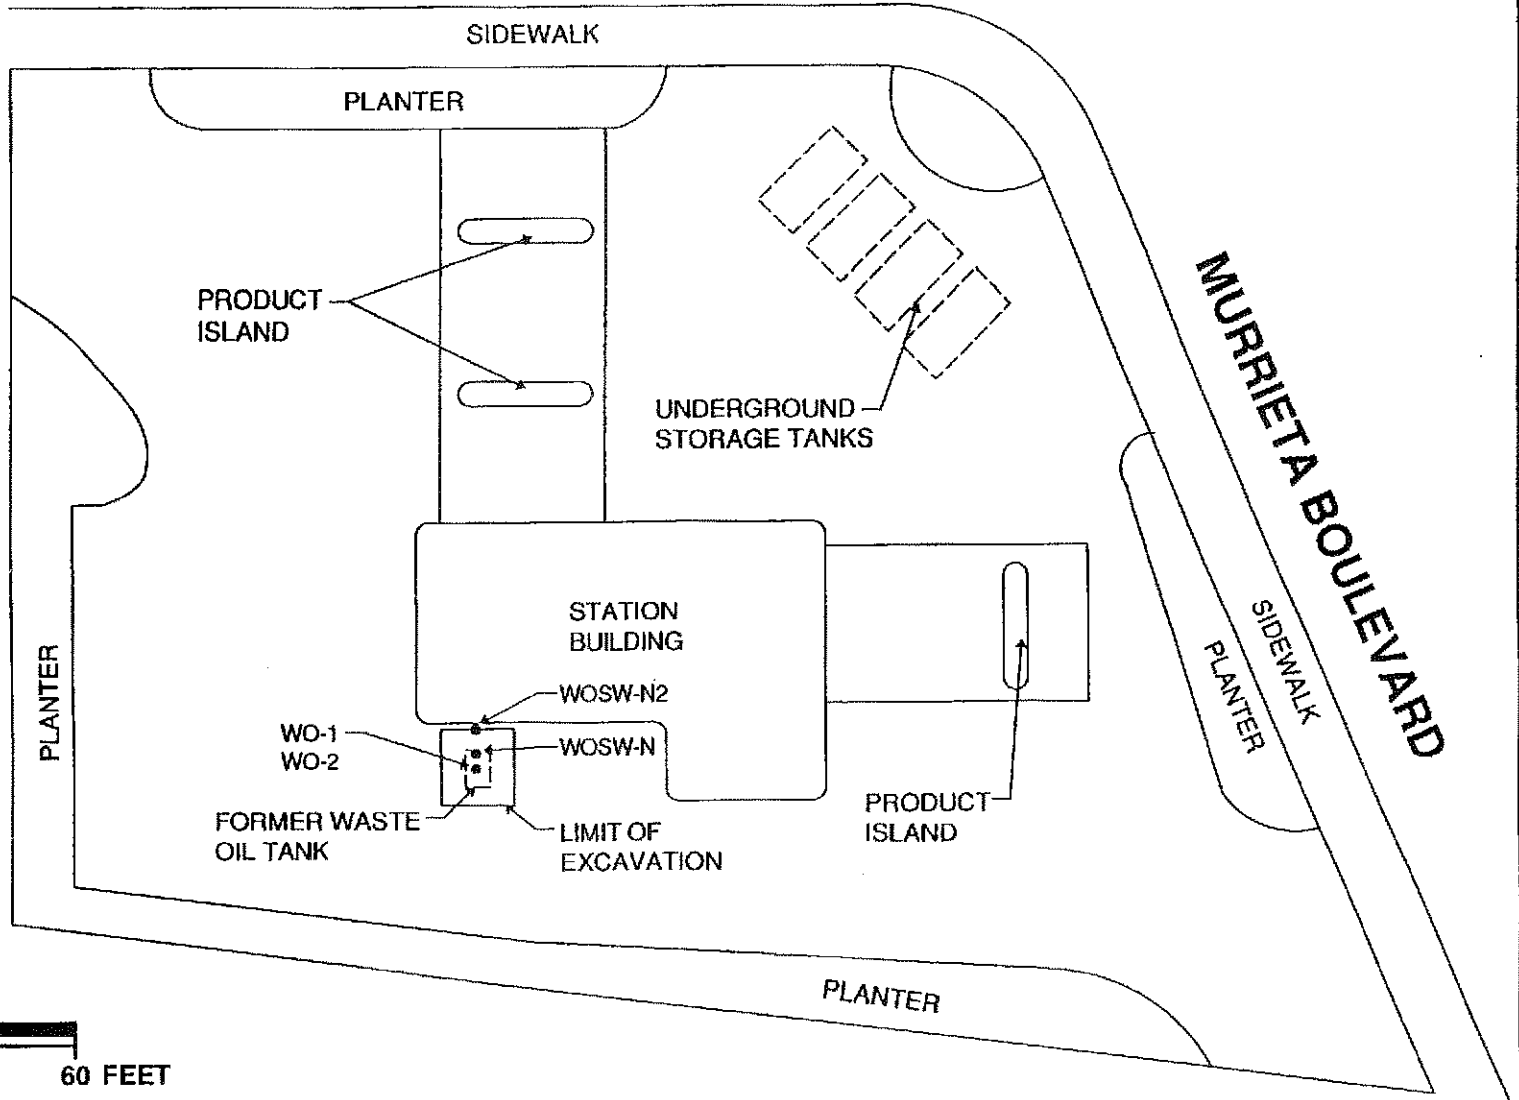 SIDEWALK
PLANTER
PRODUCT
ISLAND
UNDERGROUND
STORAGE TANKS
MURRIETA BOULEVARD
STATION
BUILDING
SIDEWALK
PLANTER
PLANTER
WOSW-N2
WO-1
WO-2
WOSW-N
FORMER WASTE
OIL TANK
LIMIT OF
EXCAVATION
PRODUCT
ISLAND
PLANTER
60 FEET